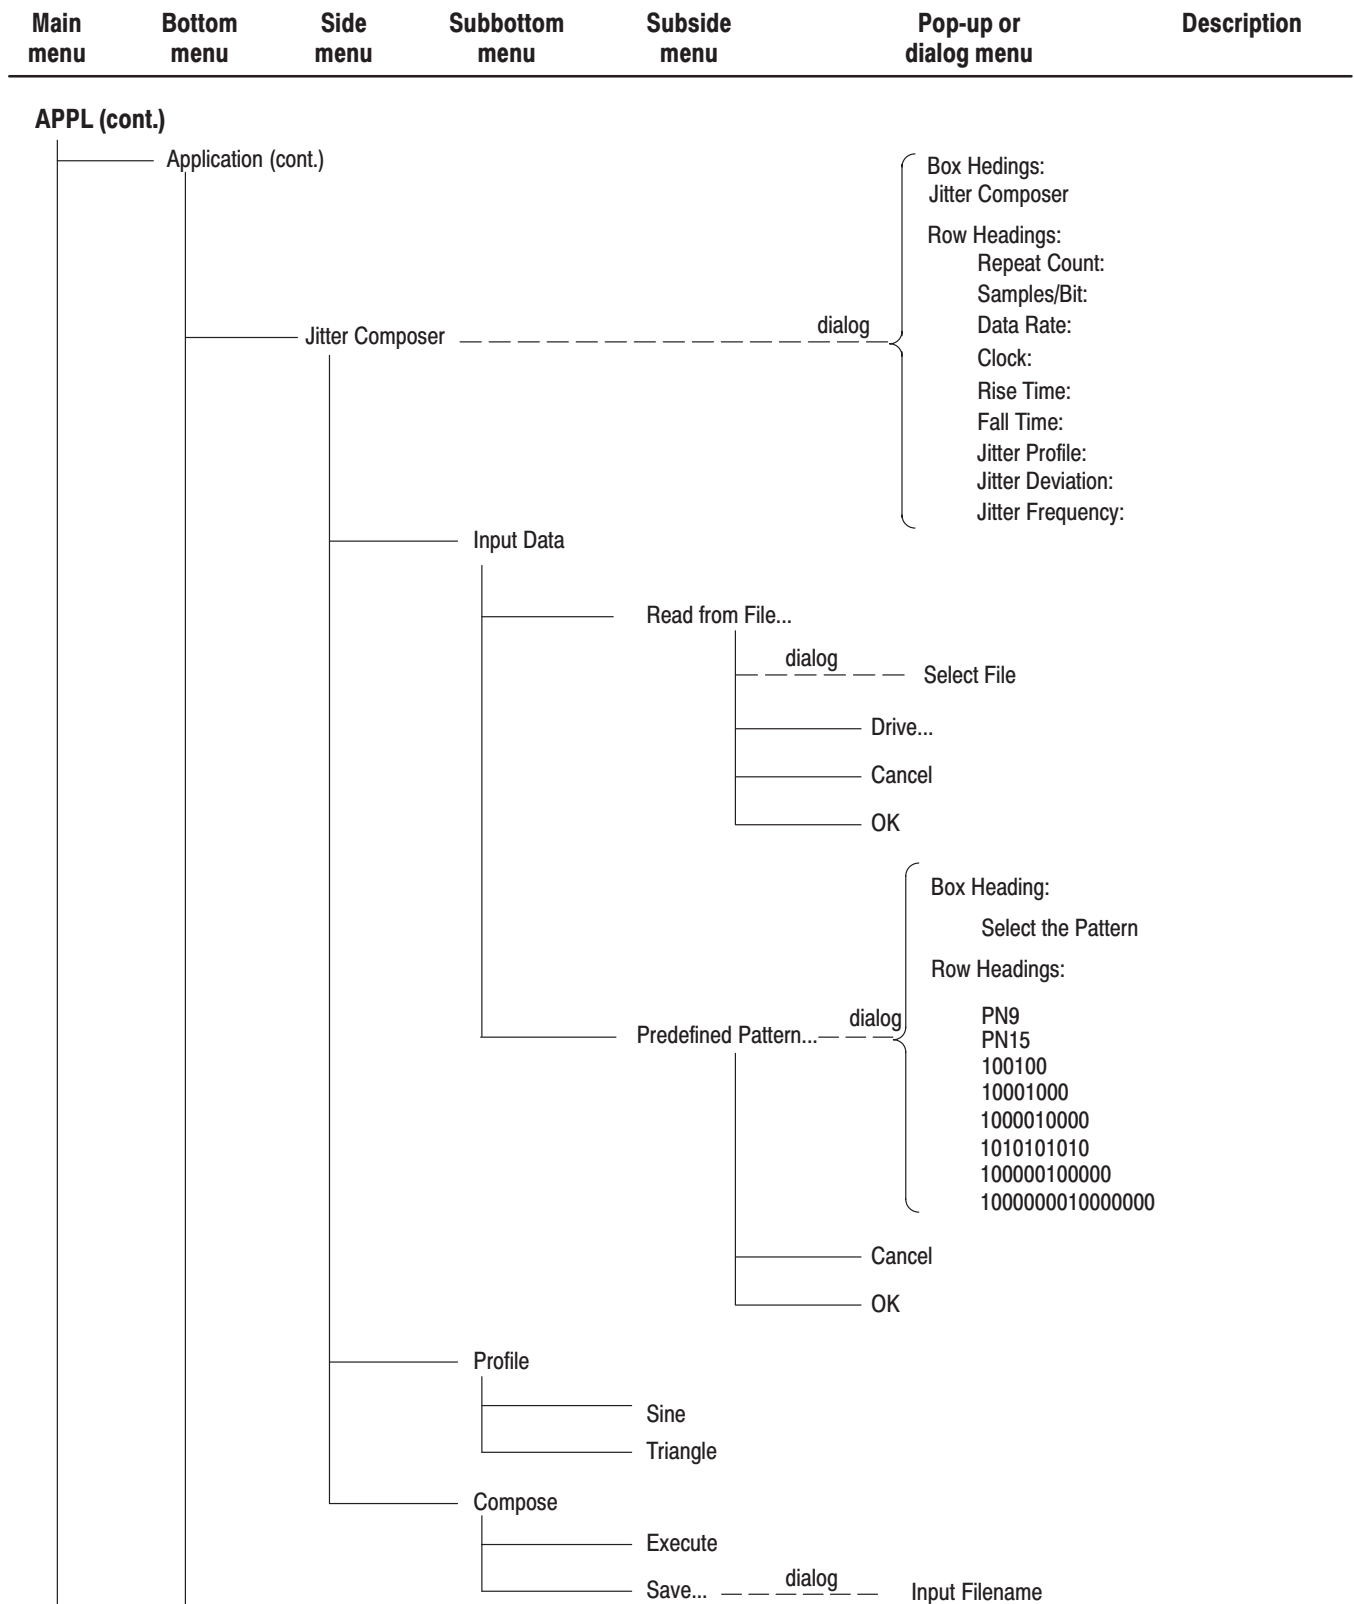 Main menu
Bottom menu
Side menu
Subbottom menu
Subside menu
Pop-up or dialog menu
Description
APPL (cont.)
Application (cont.)
Box Hedings:
Jitter Composer
Row Headings:
Repeat Count:
Samples/Bit:
Jitter Composer
dialog
Data Rate:
Clock:
Rise Time:
Fall Time:
Jitter Profile:
Jitter Deviation:
Jitter Frequency:
Input Data
Read from File...
dialog
Select File
Drive...
Cancel
OK
Box Heading:
Select the Pattern
Row Headings:
Predefined Pattern...
dialog
PN9
PN15
100100
10001000
1000010000
1010101010
100000100000
1000000010000000
Cancel
OK
Profile
Sine
Triangle
Compose
Execute
Save...
dialog
Input Filename